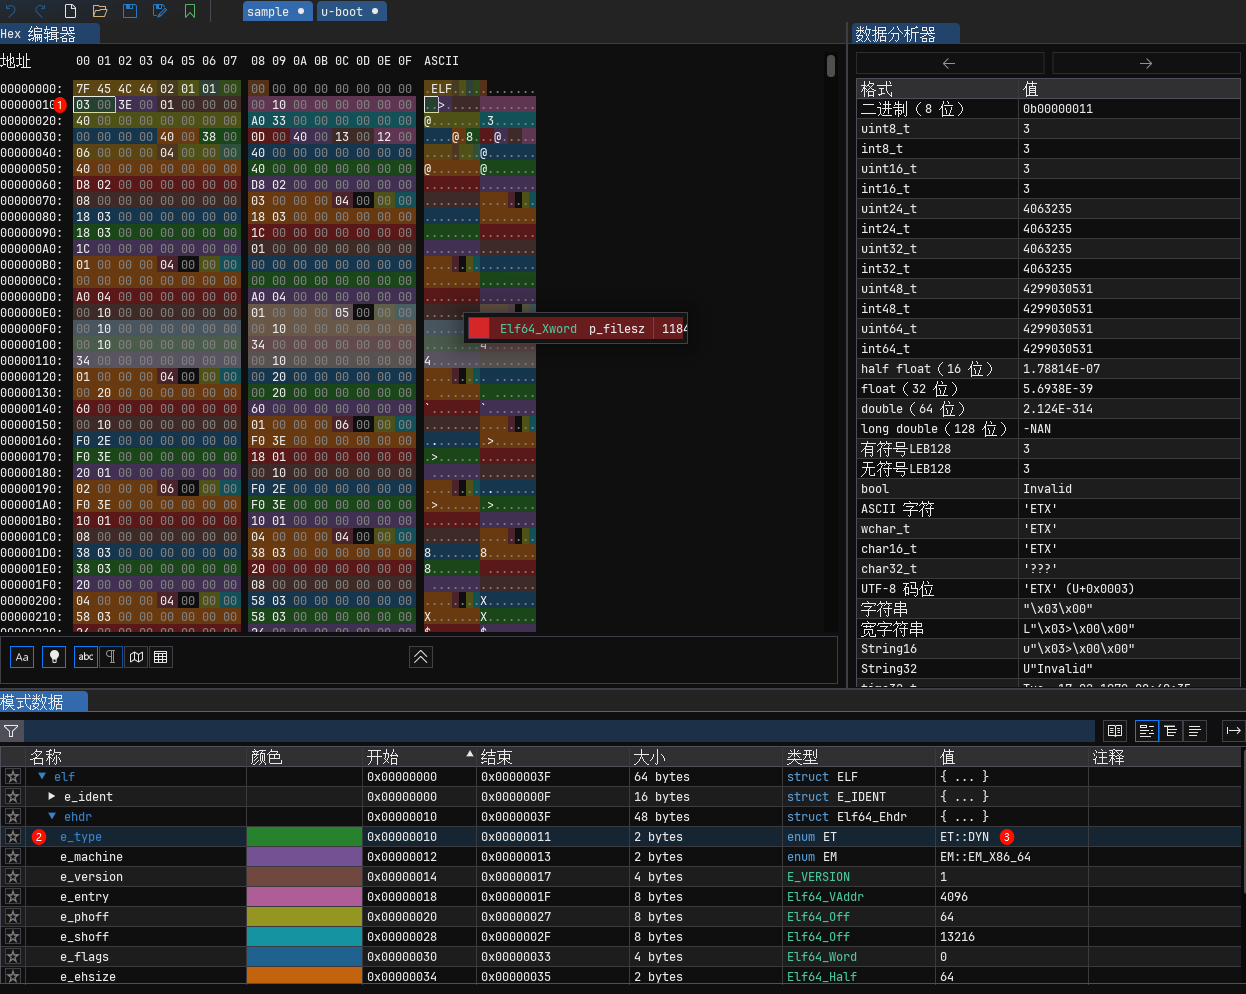 sample
u-boot
Hex 编辑器
地址 00 01 02 03 04 05 06 07 08 09 0A 0B 0C 0D 0E 0F ASCII
00000000: 7F 45 4C 46 02 01 01 00 00 00 00 00 00 00 00 00 .ELF............
00000010: 1 03 00 3E 00 01 00 00 00 00 10 00 00 00 00 00 00 ..>.............
00000020: 40 00 00 00 00 00 00 00 A0 33 00 00 00 00 00 00 @........3......
00000030: 00 00 00 00 40 00 38 00 0D 00 40 00 13 00 12 00 ....@.8...@.....
00000040: 06 00 00 00 04 00 00 00 40 00 00 00 00 00 00 00 ........@.......
00000050: 40 00 00 00 00 00 00 00 40 00 00 00 00 00 00 00 @.......@.......
00000060: D8 02 00 00 00 00 00 00 D8 02 00 00 00 00 00 00 ................
00000070: 08 00 00 00 00 00 00 00 03 00 00 00 04 00 00 00 ................
00000080: 18 03 00 00 00 00 00 00 18 03 00 00 00 00 00 00 ................
00000090: 18 03 00 00 00 00 00 00 1C 00 00 00 00 00 00 00 ................
000000A0: 1C 00 00 00 00 00 00 00 01 00 00 00 00 00 00 00 ................
000000B0: 01 00 00 00 04 00 00 00 00 00 00 00 00 00 00 00 ................
000000C0: 00 00 00 00 00 00 00 00 00 00 00 00 00 00 00 00 ................
000000D0: A0 04 00 00 00 00 00 00 A0 04 00 00 00 00 00 00 ................
000000E0: 00 10 00 00 00 00 00 00 01 00 00 00 05 00 00 00
000000F0: 00 10 00 00 00 00 00 00 00 10 00 00 00 00 00 00
Elf64_Xword p_filesz 1184
00000100: 00 10 00 00 00 00 00 00 34 00 00 00 00 00 00 00 ........4.......
00000110: 34 00 00 00 00 00 00 00 00 10 00 00 00 00 00 00 4...............
00000120: 01 00 00 00 04 00 00 00 00 20 00 00 00 00 00 00 ......... ......
00000130: 00 20 00 00 00 00 00 00 00 20 00 00 00 00 00 00 . ....... ......
00000140: 60 00 00 00 00 00 00 00 60 00 00 00 00 00 00 00 `.......`.......
00000150: 00 10 00 00 00 00 00 00 01 00 00 00 06 00 00 00 ................
00000160: F0 2E 00 00 00 00 00 00 F0 3E 00 00 00 00 00 00 .........>......
00000170: F0 3E 00 00 00 00 00 00 18 01 00 00 00 00 00 00 .>..............
00000180: 20 01 00 00 00 00 00 00 00 10 00 00 00 00 00 00  ...............
00000190: 02 00 00 00 06 00 00 00 F0 2E 00 00 00 00 00 00 ................
000001A0: F0 3E 00 00 00 00 00 00 F0 3E 00 00 00 00 00 00 .>.......>......
000001B0: 10 01 00 00 00 00 00 00 10 01 00 00 00 00 00 00 ................
000001C0: 08 00 00 00 00 00 00 00 04 00 00 00 04 00 00 00 ................
000001D0: 38 03 00 00 00 00 00 00 38 03 00 00 00 00 00 00 8.......8.......
000001E0: 38 03 00 00 00 00 00 00 20 00 00 00 00 00 00 00 8....... .......
000001F0: 20 00 00 00 00 00 00 00 08 00 00 00 00 00 00 00  ...............
00000200: 04 00 00 00 04 00 00 00 58 03 00 00 00 00 00 00 ........X.......
00000210: 58 03 00 00 00 00 00 00 58 03 00 00 00 00 00 00 X.......X.......
Aa abc
数据分析器
格式 值
二进制（8 位） 0b00000011
uint8_t 3
int8_t 3
uint16_t 3
int16_t 3
uint24_t 4063235
int24_t 4063235
uint32_t 4063235
int32_t 4063235
uint48_t 4299030531
int48_t 4299030531
uint64_t 4299030531
int64_t 4299030531
half float（16 位） 1.78814E-07
float（32 位） 5.6938E-39
double（64 位） 2.124E-314
long double（128 位） -NAN
有符号LEB128 3
无符号LEB128 3
bool Invalid
ASCII 字符 'ETX'
wchar_t 'ETX'
char16_t 'ETX'
char32_t '???'
UTF-8 码位 'ETX' (U+0x0003)
字符串 "\x03\x00"
宽字符串 L"\x03>\x00\x00"
String16 u"\x03>\x00\x00"
String32 U"Invalid"
模式数据
名称 颜色 开始 结束 大小 类型 值 注释
elf 0x00000000 0x0000003F 64 bytes struct ELF { ... }
e_ident 0x00000000 0x0000000F 16 bytes struct E_IDENT { ... }
ehdr 0x00000010 0x0000003F 48 bytes struct Elf64_Ehdr { ... }
2 e_type 0x00000010 0x00000011 2 bytes enum ET ET::DYN 3
e_machine 0x00000012 0x00000013 2 bytes enum EM EM::EM_X86_64
e_version 0x00000014 0x00000017 4 bytes E_VERSION 1
e_entry 0x00000018 0x0000001F 8 bytes Elf64_VAddr 4096
e_phoff 0x00000020 0x00000027 8 bytes Elf64_Off 64
e_shoff 0x00000028 0x0000002F 8 bytes Elf64_Off 13216
e_flags 0x00000030 0x00000033 4 bytes Elf64_Word 0
e_ehsize 0x00000034 0x00000035 2 bytes Elf64_Half 64